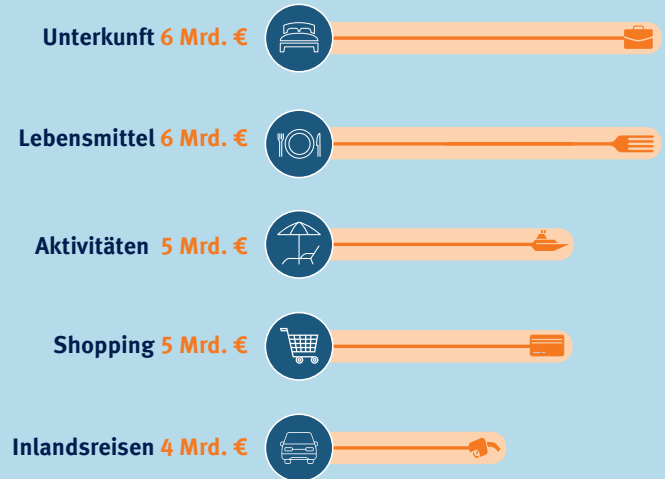 Unterkunft 6 Mrd. €
Lebensmittel 6 Mrd. €
Aktivitäten 5 Mrd. €
Shopping 5 Mrd. €
Inlandsreisen 4 Mrd. €